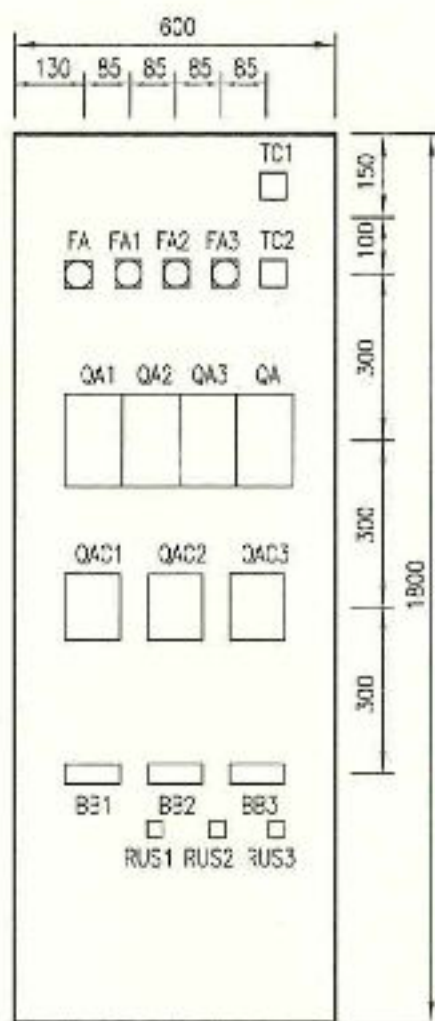 600
130 85 85 85 85
TC1
150
FA FA1 FA2 FA3 TC2
100
300
QA1 QA2 QA3 QA
300
QAC1 QAC2 QAC3
1800
300
BB1 BB2 BB3
RUS1 RUS2 RUS3